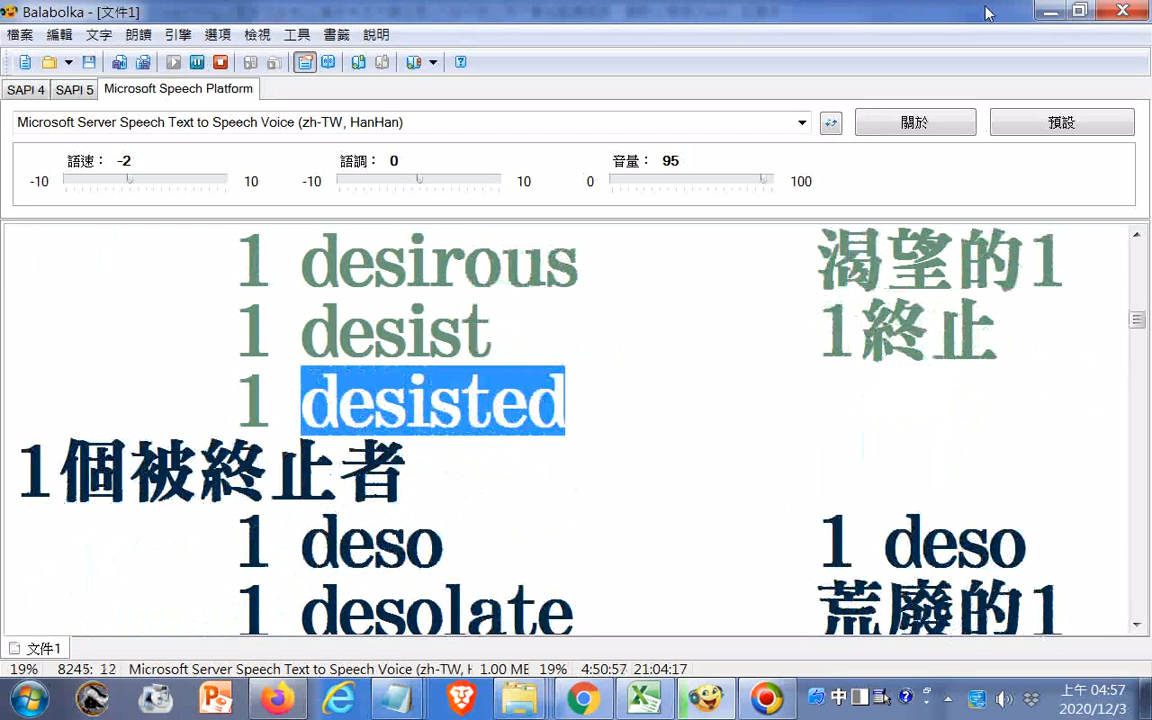 Balabolka - [文件1]
檔案 編輯 文字 朗讀 引擎 選項 檢視 工具 書籤 說明
SAPI 4 SAPI 5 Microsoft Speech Platform
Microsoft Server Speech Text to Speech Voice (zh-TW, HanHan) 關於 預設
語速： -2 語調： 0 音量： 95
-10 10 -10 10 0 100
1 desirous 渴望的1
1 desist 1終止
1 desisted
1個被終止者
1 deso 1 deso
1 desolate 荒廢的1
文件1
19% 8245: 12 Microsoft Server Speech Text to Speech Voice (zh-TW, H 1.00 ME 19% 4:50:57 21:04:17
中 上午 04:57
2020/12/3